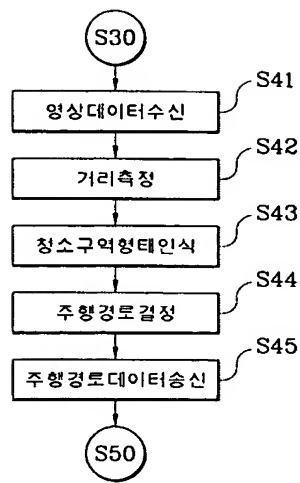 S30
S41
영상데이터수신
S42
거리측정
S43
청소구역형태인식
S44
주행경로결정
S45
주행경로데이터송신
S50